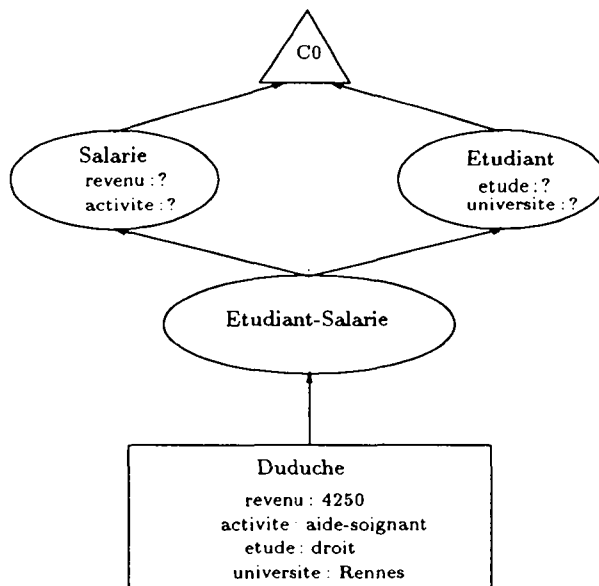 C0
Salarie
revenu : ?
activite : ?
Etudiant
etude : ?
universite : ?
Etudiant-Salarie
Duduche
revenu : 4250
activite : aide-soignant
etude : droit
universite : Rennes